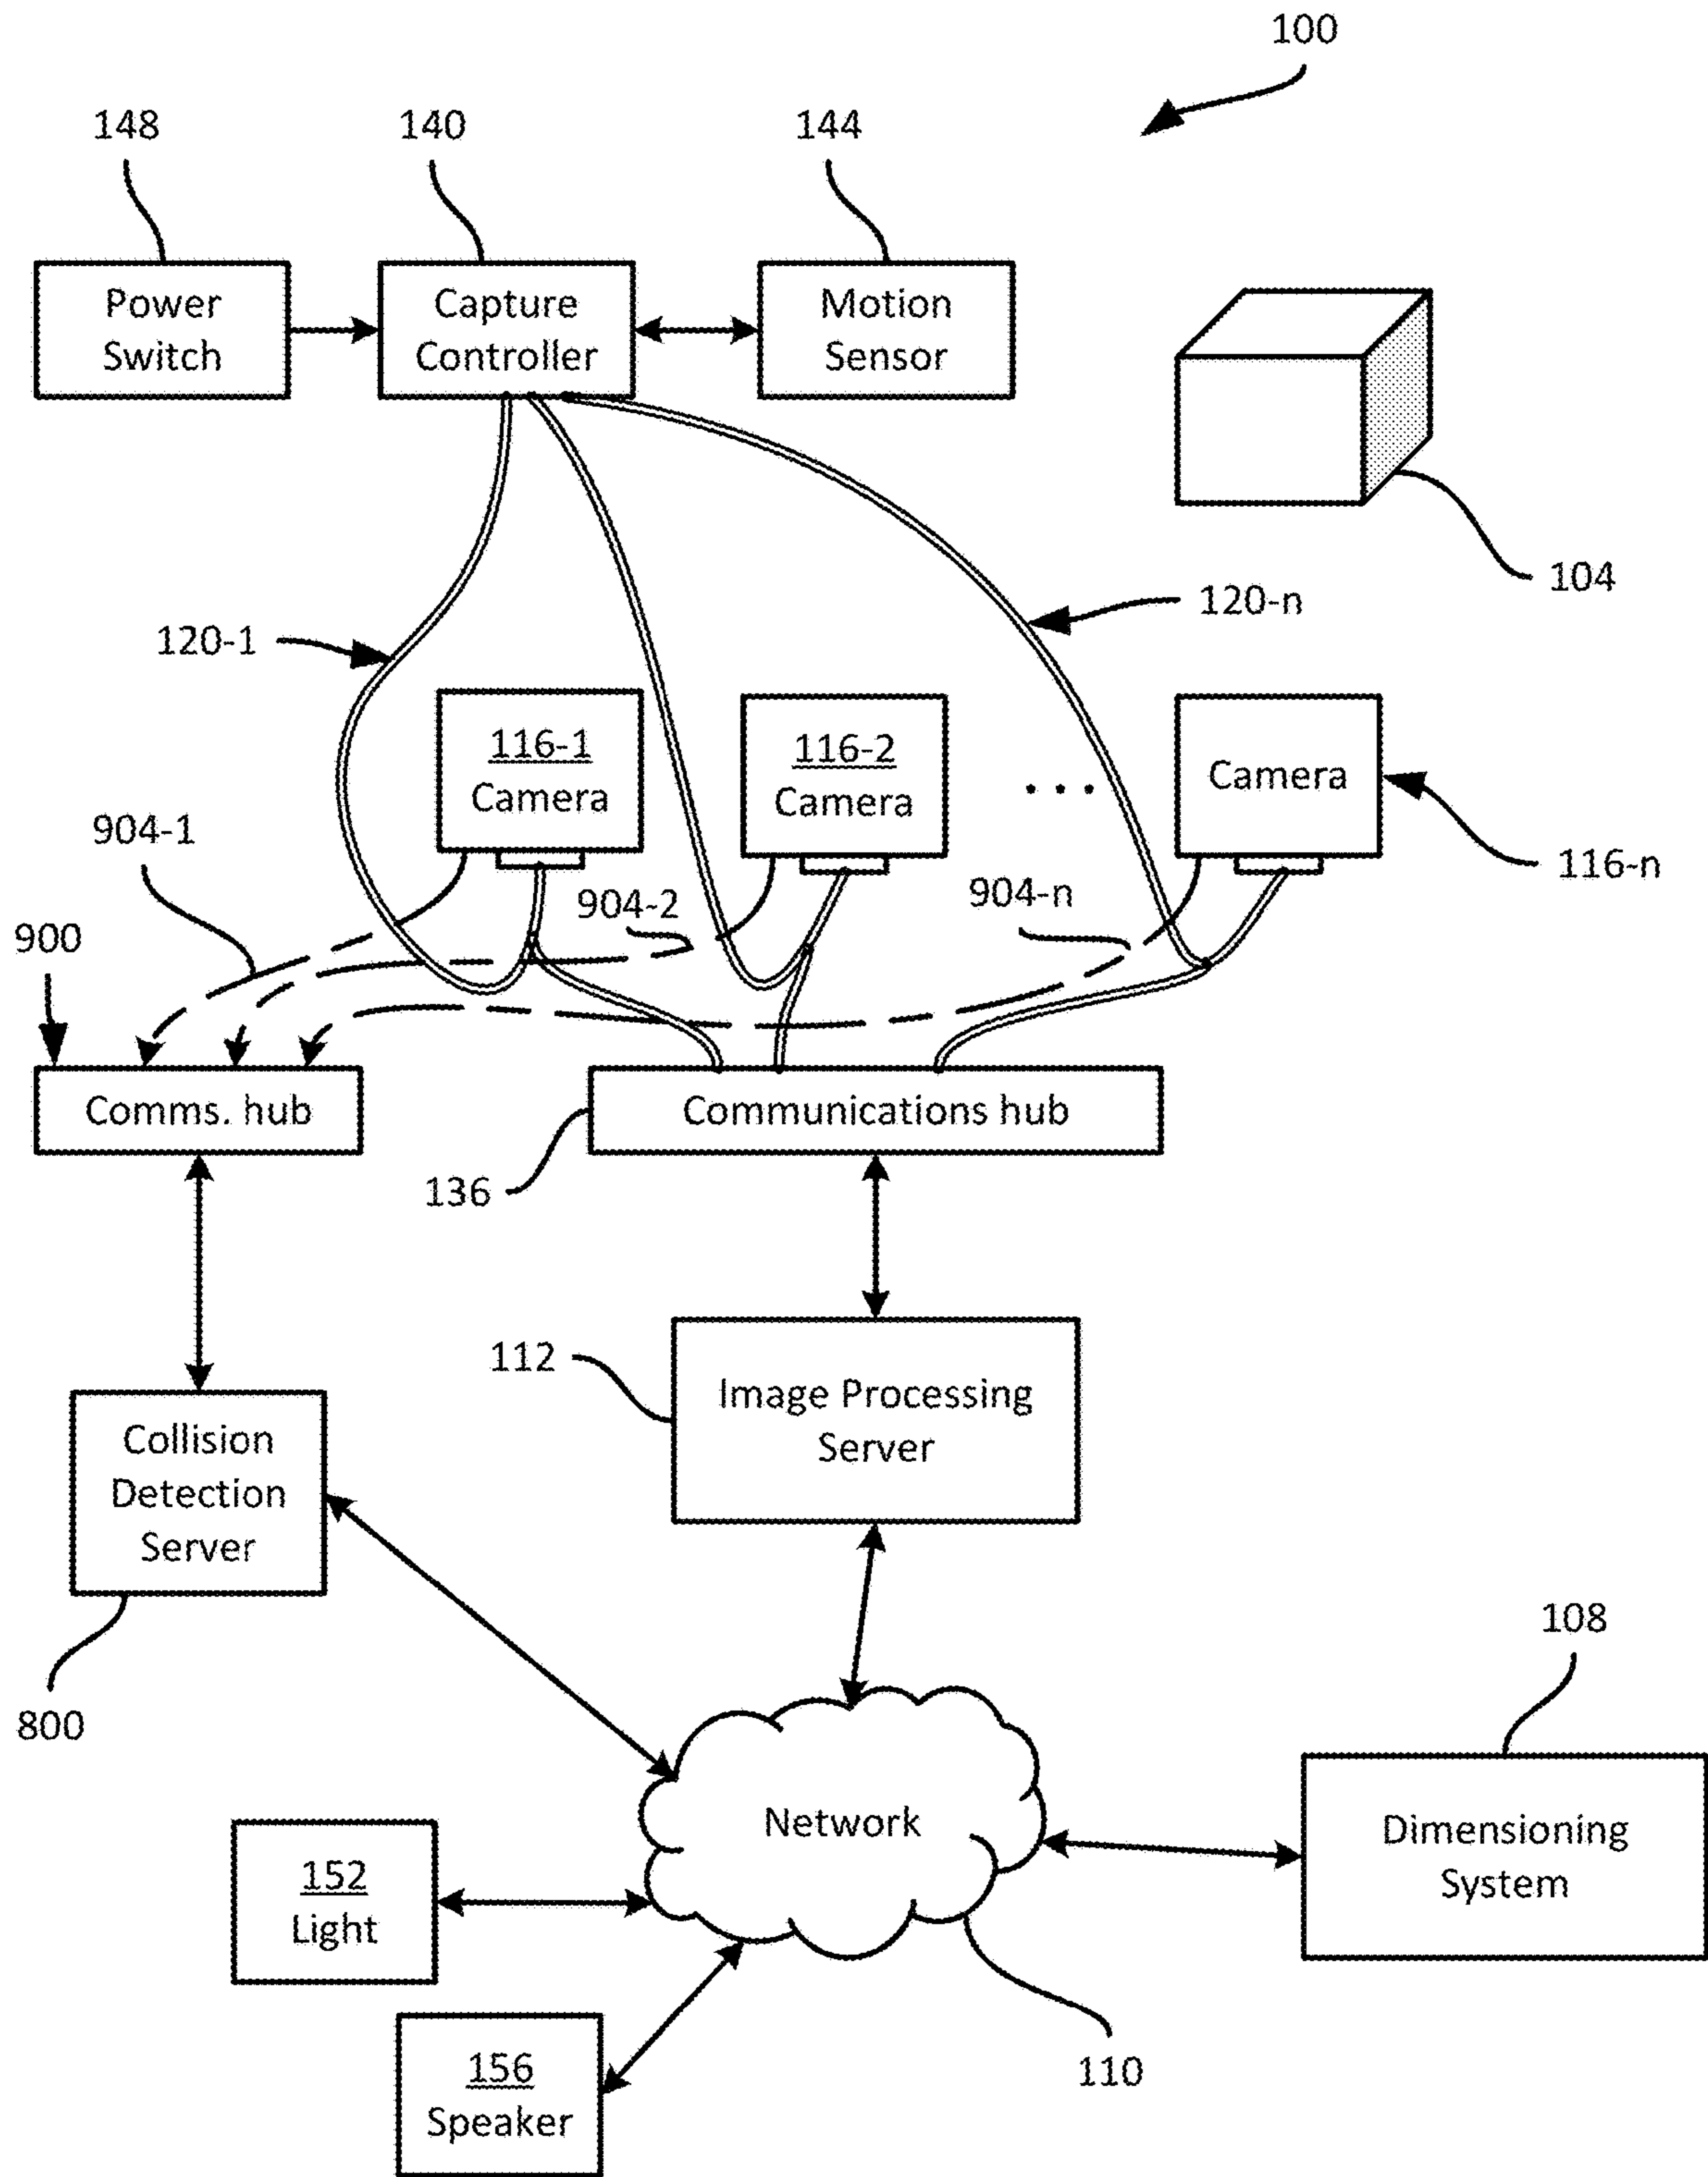 100
148
140
144
Power
Switch
Capture
Controller
Motion
Sensor
104
120-1
120-n
116-1
Camera
116-2
Camera
...
Camera
116-n
904-1
904-2
904-n
900
Comms. hub
Communications hub
136
112
Image Processing
Server
Collision
Detection
Server
800
108
Network
Dimensioning
System
152
Light
110
156
Speaker